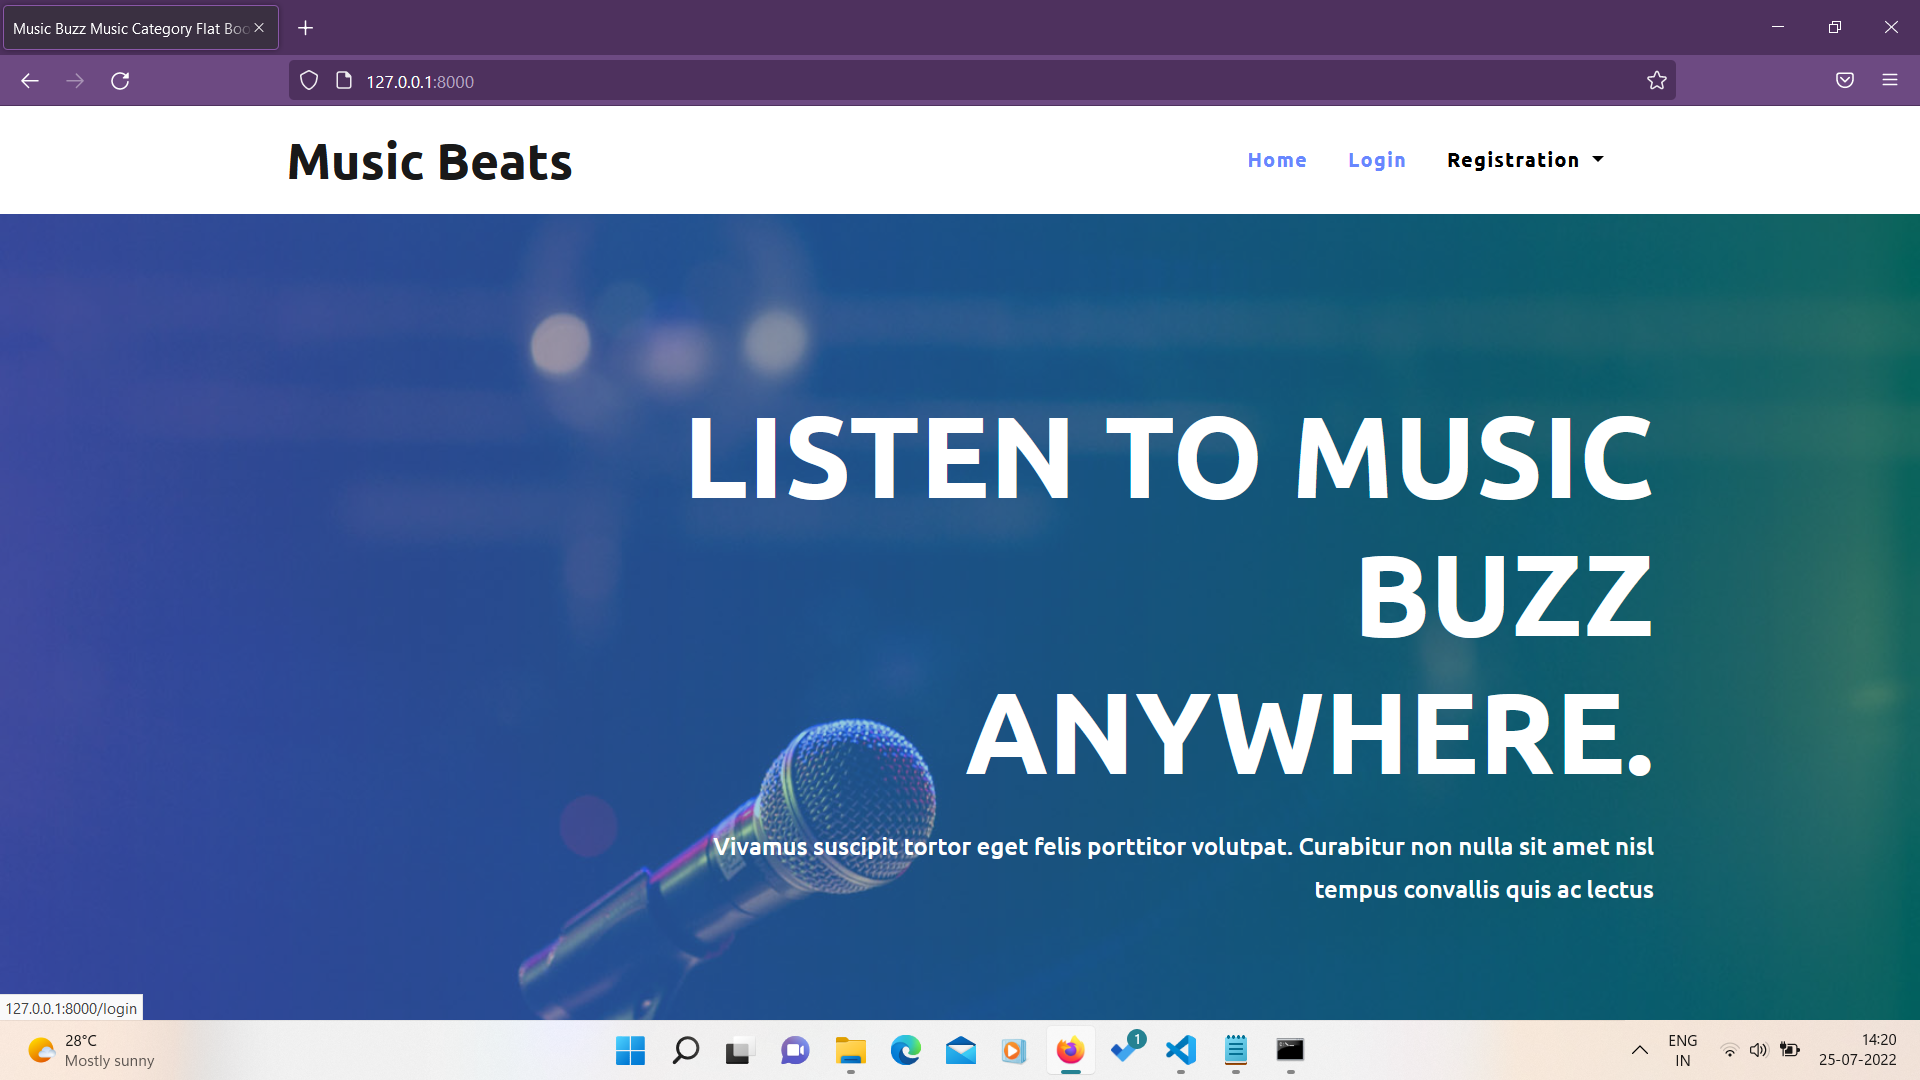 Music Buzz Music Category Flat Boo
127.0.0.1:8000
Music Beats
Home Login Registration
LISTEN TO MUSIC
BUZZ
ANYWHERE.
Vivamus suscipit tortor eget felis porttitor volutpat. Curabitur non nulla sit amet nisl
tempus convallis quis ac lectus
127.0.0.1:8000/login
28°C
Mostly sunny
1
ENG
IN
14:20
25-07-2022